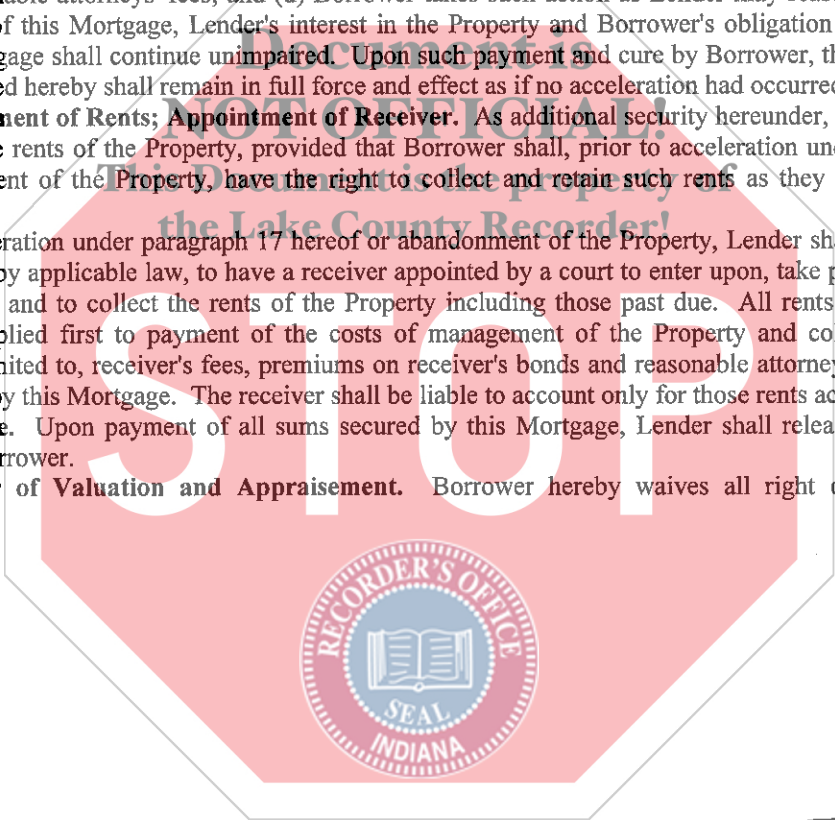 attorneys' fees, and (d) Borrower takes such action as Lender may
of this Mortgage, Lender's interest in the Property and Borrower's obligation
gage shall continue unimpaired. Upon such payment and cure by Borrower, th
Document is
ed hereby shall remain in full force and effect as if no acceleration had occurred
NOT OFFICIAL!
ment of Rents; Appointment of Receiver. As additional security hereunder,
e rents of the Property, provided that Borrower shall, prior to acceleration un
This Document is the property of
ent of the Property, have the right to collect and retain such rents as they
the Lake County Recorder!
eration under paragraph 17 hereof or abandonment of the Property, Lender sh
by applicable law, to have a receiver appointed by a court to enter upon, take p
and to collect the rents of the Property including those past due. All rents
plied first to payment of the costs of management of the Property and co
nited to, receiver's fees, premiums on receiver's bonds and reasonable attorney
by this Mortgage. The receiver shall be liable to account only for those rents ac
e. Upon payment of all sums secured by this Mortgage, Lender shall relea
rrower.
of Valuation and Appraisement. Borrower hereby waives all right o
STOP
RECORDER'S OFFICE
SEAL
INDIANA